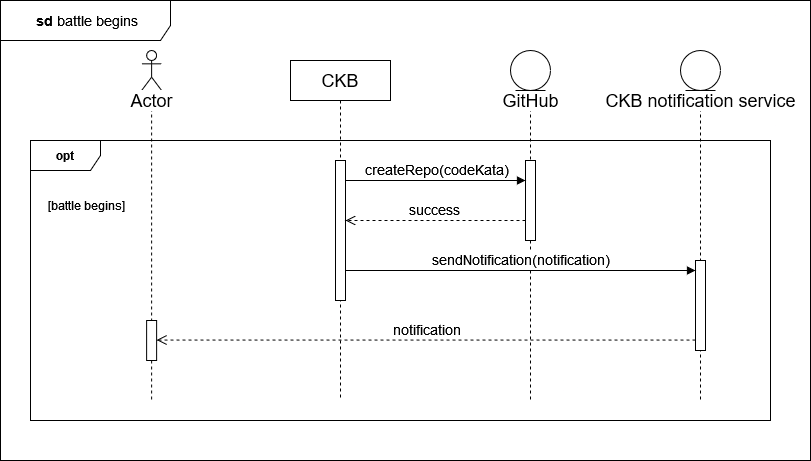 sd battle begins
Actor
CKB
GitHub
CKB notification service
opt
createRepo(codeKata)
[battle begins]
success
sendNotification(notification)
notification